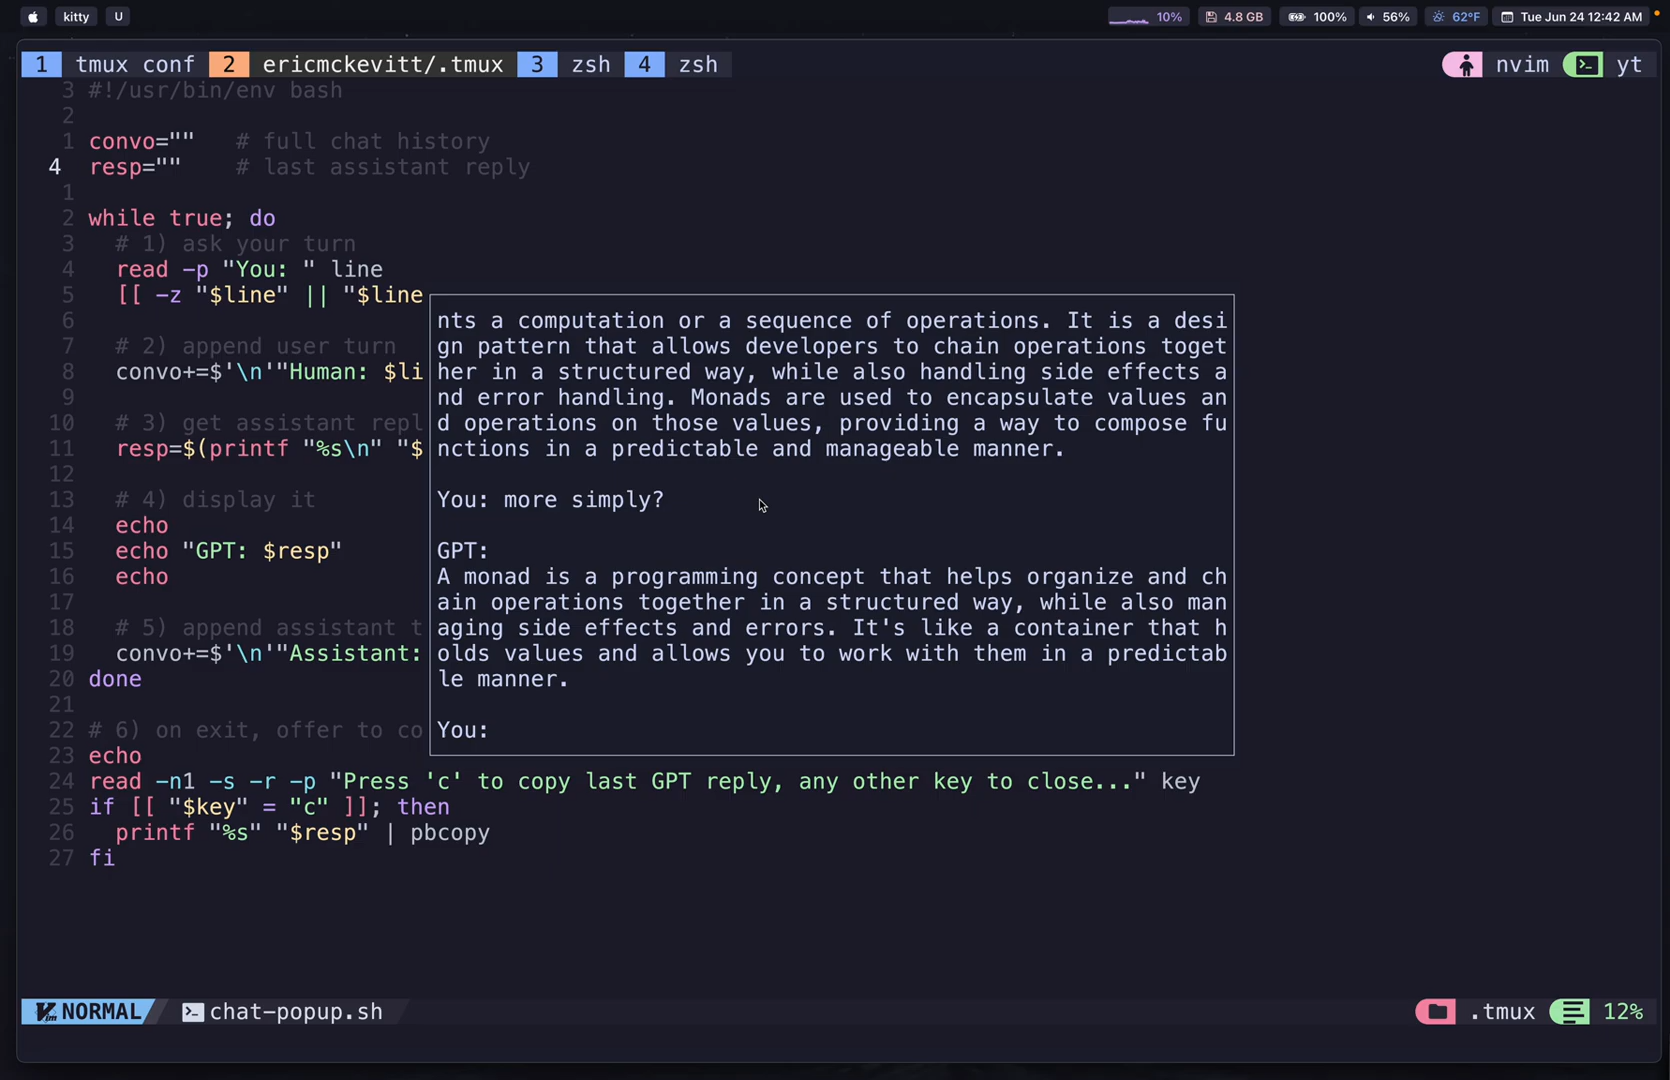 kitty U 10% 4.8 GB 100% 56% 62°F Tue Jun 24 12:42 AM
1 tmux conf 2 ericmckevitt/.tmux 3 zsh 4 zsh nvim yt
3 #!/usr/bin/env bash
2
1 convo="" # full chat history
4 resp="" # last assistant reply
1
2 while true; do
3 # 1) ask your turn
4 read -p "You: " line
5 [[ -z "$line" || "$line
6
7 # 2) append user turn
8 convo+=$'\n'"Human: $li
9
10 # 3) get assistant repl
11 resp=$(printf "%s\n" "$
12
13 # 4) display it
14 echo
15 echo "GPT: $resp"
16 echo
17
18 # 5) append assistant t
19 convo+=$'\n'"Assistant:
20 done
21
22 # 6) on exit, offer to co
23 echo
24 read -n1 -s -r -p "Press 'c' to copy last GPT reply, any other key to close..." key
25 if [[ "$key" = "c" ]]; then
26 printf "%s" "$resp" | pbcopy
27 fi
nts a computation or a sequence of operations. It is a desi
gn pattern that allows developers to chain operations toget
her in a structured way, while also handling side effects a
nd error handling. Monads are used to encapsulate values an
d operations on those values, providing a way to compose fu
nctions in a predictable and manageable manner.
You: more simply?
GPT:
A monad is a programming concept that helps organize and ch
ain operations together in a structured way, while also man
aging side effects and errors. It's like a container that h
olds values and allows you to work with them in a predictab
le manner.
You:
NORMAL chat-popup.sh .tmux 12%